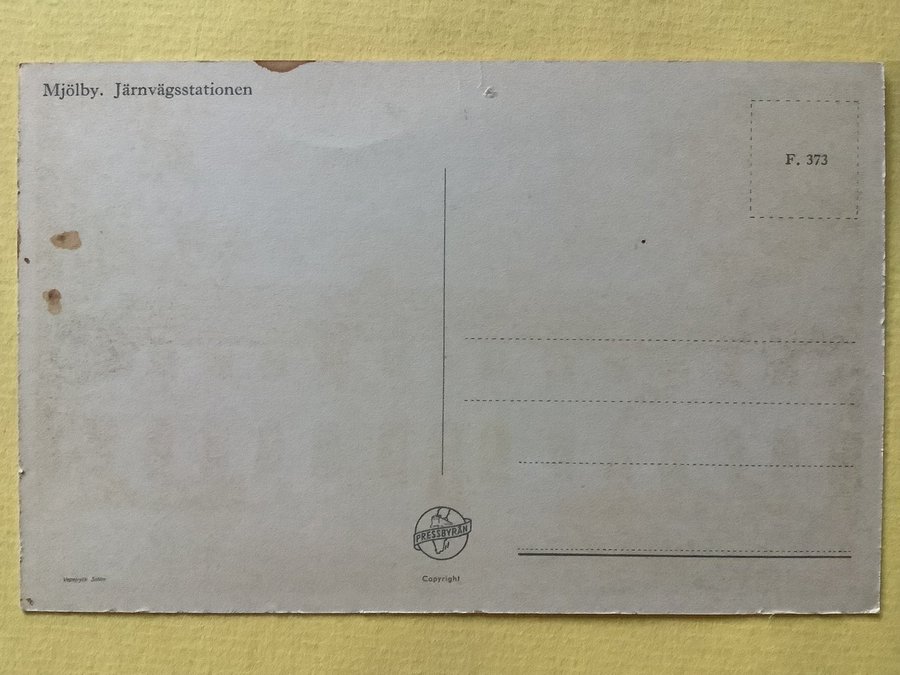 Mjölby. Järnvägsstationen
F. 373
PRESSBYRÅN
Copyright